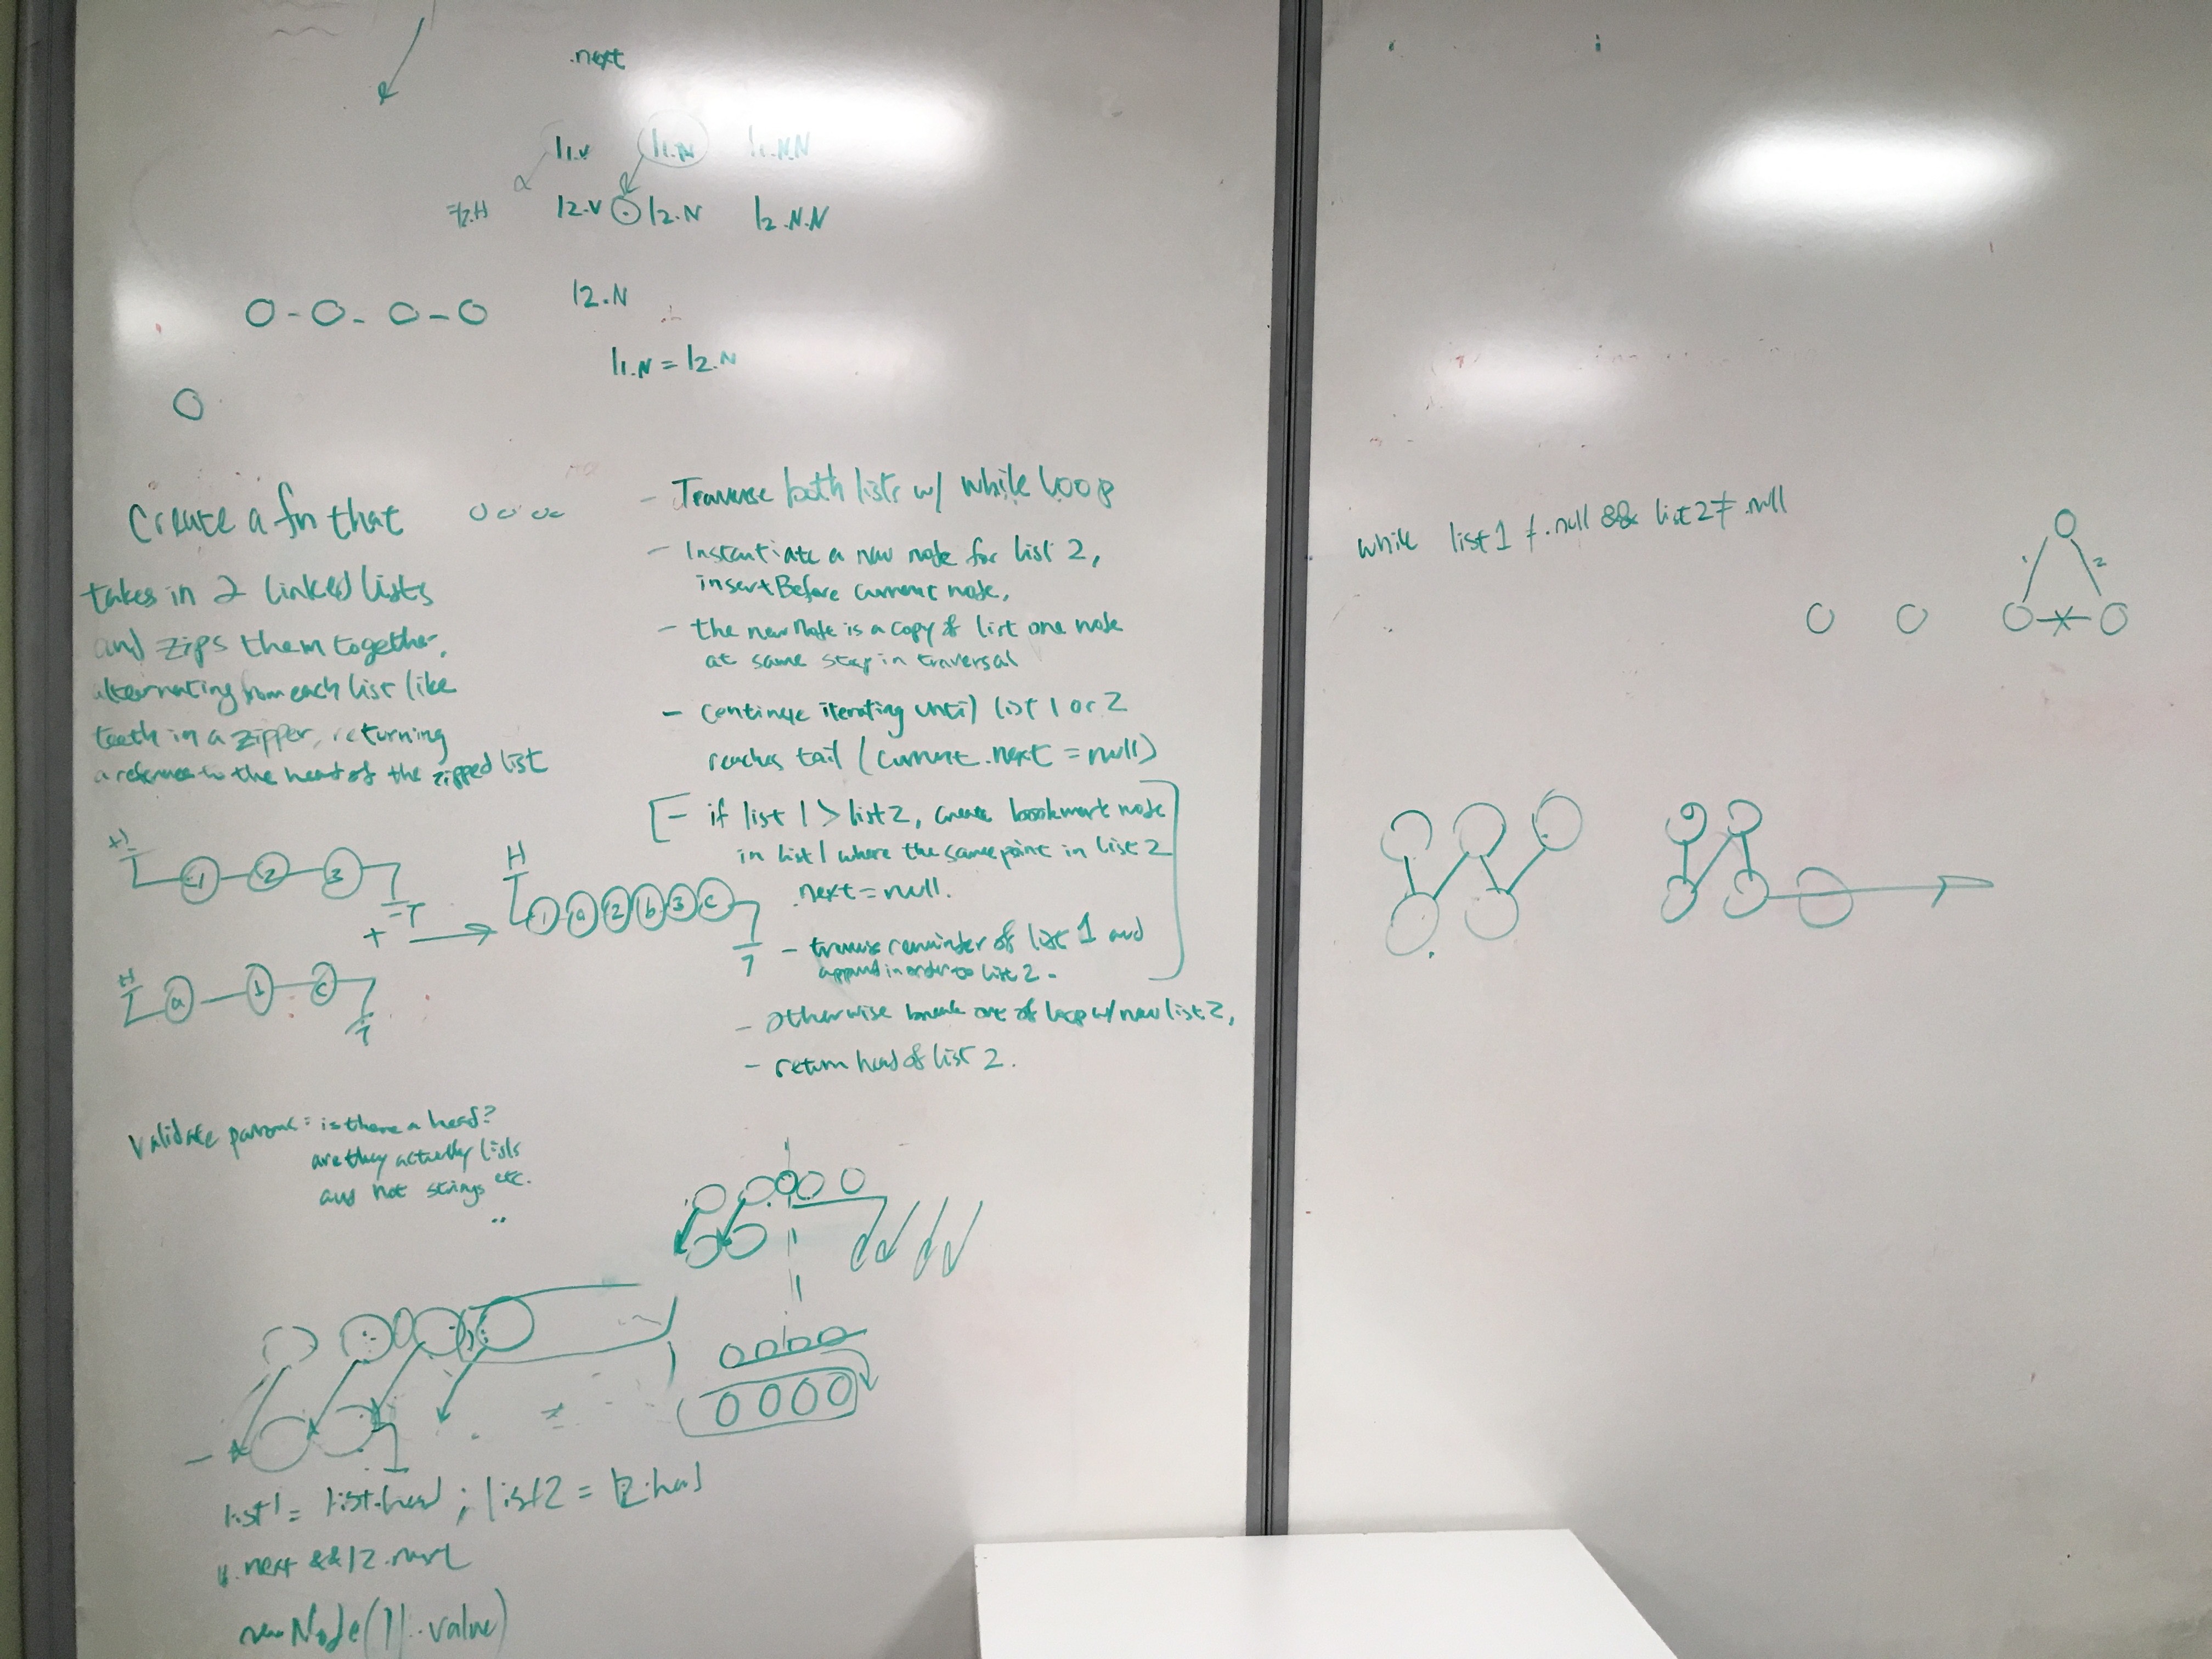 .next
l1.v l1.N l1.N.N
l2.v l2.N l2.N.N
l2.N
l1.N = l2.N
Create a fn that
takes in 2 linked lists
and zips them together,
alternating from each list like
teeth in a zipper, returning
a reference to the head of the zipped list
1 2 3
T
+
H
a b c
T
H
1 a 2 b 3 c
T
Validate params: is there a head?
are they actually lists
and not strings etc.
- Traverse both lists w/ while loop
- Instantiate a new node for list 2,
insertBefore current node,
- the new Node is a copy of list one node
at same step in traversal
- continue iterating until list 1 or 2
reaches tail (current.next = null)
[- if list 1 > list 2, create bookmark node
in list 1 where the same point in list 2
.next = null.
- traverse remainder of list 1 and
append in order to list 2.
- otherwise break out of loop w/ new list 2,
- return head of list 2.
list1 = list.head ; list2 = l2.head
l1.next && l2.next
new Node(l1.value)
while list1 ≠ .null && list2 ≠ .null
1 2